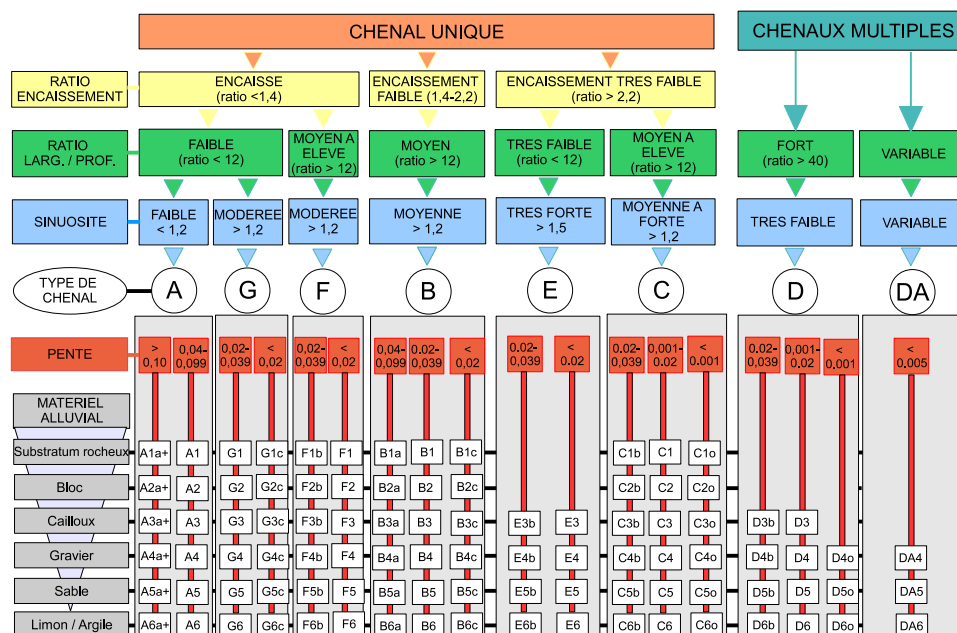 CHENAL UNIQUE
CHENAUX MULTIPLES
RATIO
ENCAISSEMENT
ENCAISSE
(ratio <1,4)
ENCAISSEMENT
FAIBLE (1,4-2,2)
ENCAISSEMENT TRES FAIBLE
(ratio > 2,2)
RATIO
LARG. / PROF.
FAIBLE
(ratio < 12)
MOYEN A
ELEVE
(ratio > 12)
MOYEN
(ratio > 12)
TRES FAIBLE
(ratio < 12)
MOYEN A
ELEVE
(ratio > 12)
FORT
(ratio > 40)
VARIABLE
SINUOSITE
FAIBLE
< 1,2
MODEREE
> 1,2
MODEREE
> 1,2
MOYENNE
> 1,2
TRES FORTE
> 1,5
MOYENNE A
FORTE
> 1,2
TRES FAIBLE
VARIABLE
TYPE DE
CHENAL
A G F B E C D DA
PENTE
>
0,10
0,04-
0,099
0,02-
0,039
<
0,02
0,02-
0,039
<
0,02
0,04-
0,099
0,02-
0,039
<
0,02
0.02-
0,039
<
0.02
0.02-
0,039
0,001-
0.02
<
0.001
0.02-
0,039
0,001-
0.02
<
0.001
<
0.005
MATERIEL
ALLUVIAL
Substratum rocheux A1a+ A1 G1 G1c F1b F1 B1a B1 B1c C1b C1 C1o
Bloc A2a+ A2 G2 G2c F2b F2 B2a B2 B2c C2b C2 C2o
Cailloux A3a+ A3 G3 G3c F3b F3 B3a B3 B3c E3b E3 C3b C3 C3o D3b D3
Gravier A4a+ A4 G4 G4c F4b F4 B4a B4 B4c E4b E4 C4b C4 C4o D4b D4 D4o DA4
Sable A5a+ A5 G5 G5c F5b F5 B5a B5 B5c E5b E5 C5b C5 C5o D5b D5 D5o DA5
Limon / Argile A6a+ A6 G6 G6c F6b F6 B6a B6 B6c E6b E6 C6b C6 C6o D6b D6 D6o DA6